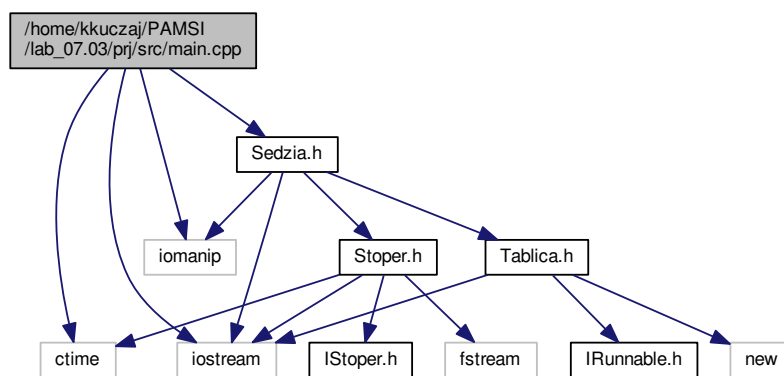 /home/kkuczaj/PAMSI
/lab_07.03/prj/src/main.cpp
Sedzia.h
iomanip
Stoper.h
Tablica.h
ctime
iostream
IStoper.h
fstream
IRunnable.h
new